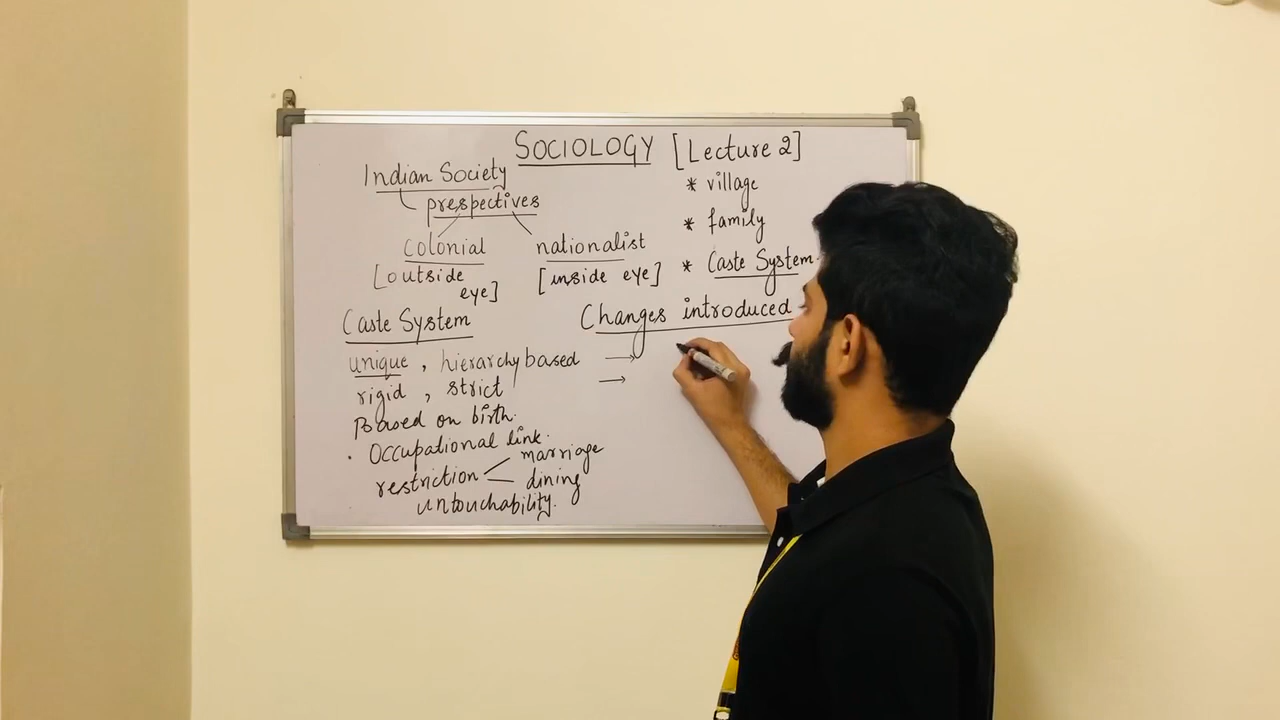 SOCIOLOGY [Lecture 2]
Indian Society
prespectives
colonial
[outside
eye]
nationalist
[inside eye]
* village
* family
* Caste System
Caste System
unique, hierarchy based
rigid, strict
Based on birth.
. Occupational link.
restriction
marriage
dining
untouchability.
Changes introduced
→
→